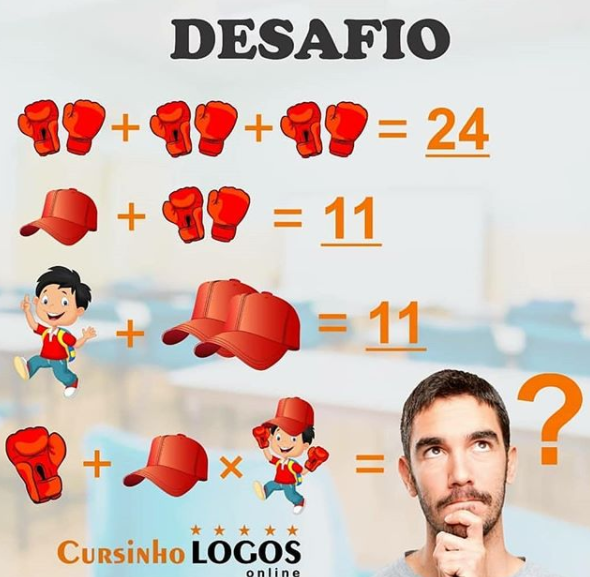 DESAFIO
+ + = 24
+ = 11
+ = 11
+ × = ?
CURSINHO LOGOS
online